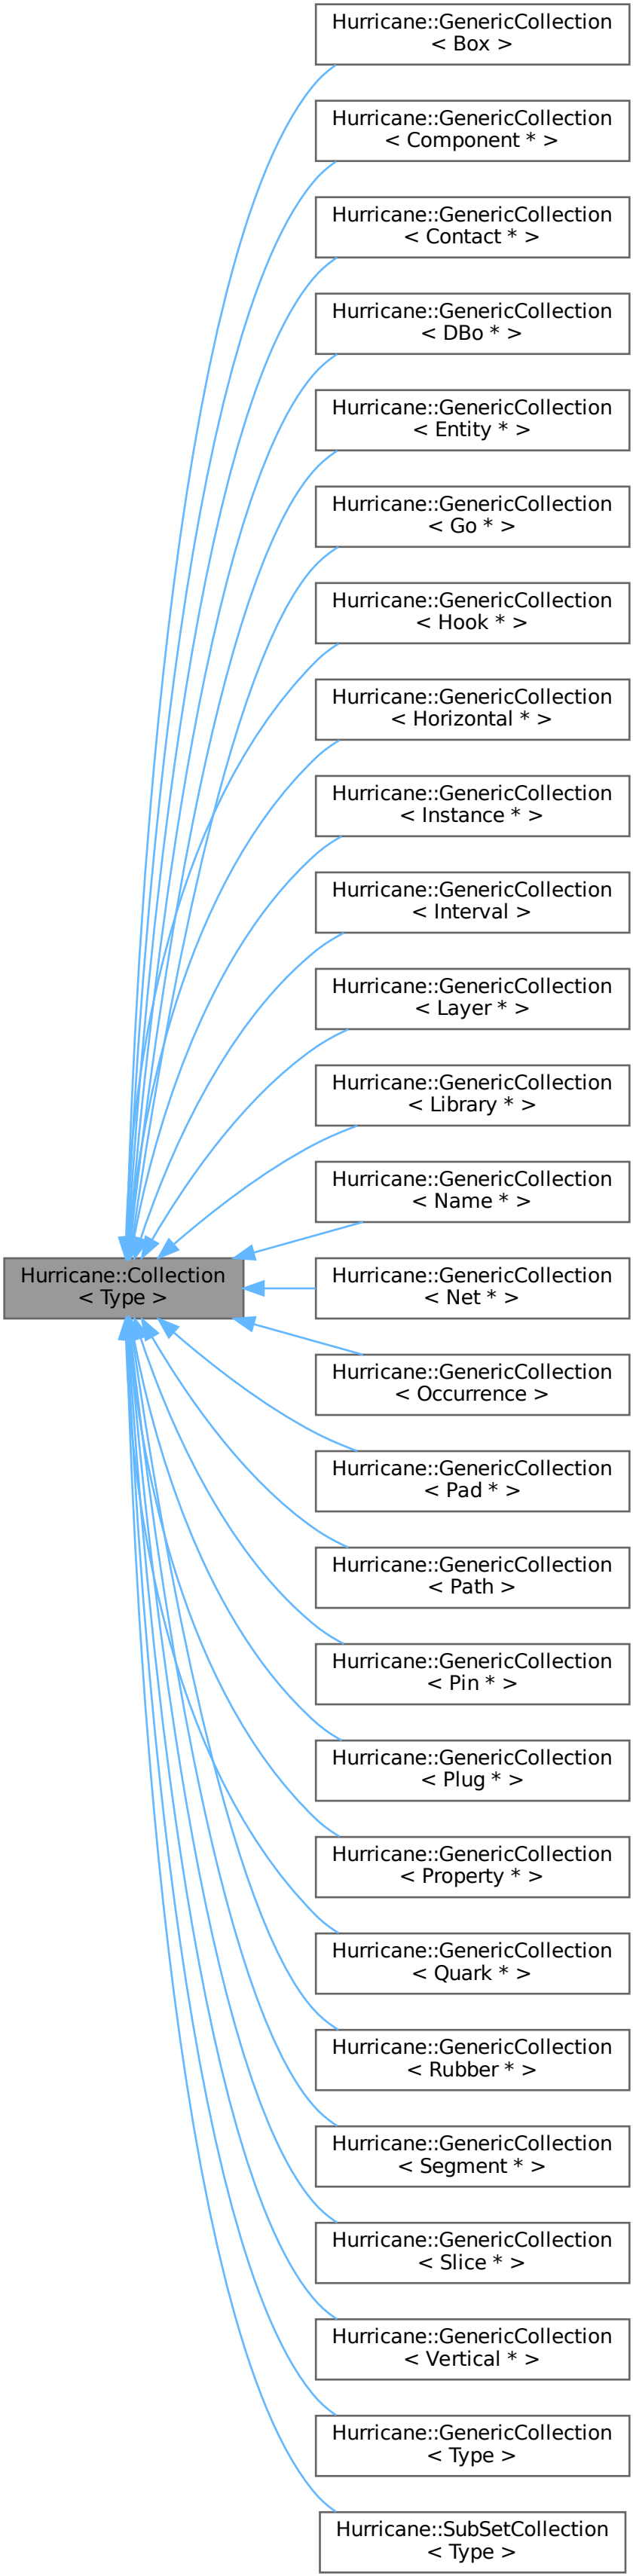 Hurricane::GenericCollection
< Box >
Hurricane::GenericCollection
< Component * >
Hurricane::GenericCollection
< Contact * >
Hurricane::GenericCollection
< DBo * >
Hurricane::GenericCollection
< Entity * >
Hurricane::GenericCollection
< Go * >
Hurricane::GenericCollection
< Hook * >
Hurricane::GenericCollection
< Horizontal * >
Hurricane::GenericCollection
< Instance * >
Hurricane::GenericCollection
< Interval >
Hurricane::GenericCollection
< Layer * >
Hurricane::GenericCollection
< Library * >
Hurricane::GenericCollection
< Name * >
Hurricane::Collection
< Type >
Hurricane::GenericCollection
< Net * >
Hurricane::GenericCollection
< Occurrence >
Hurricane::GenericCollection
< Pad * >
Hurricane::GenericCollection
< Path >
Hurricane::GenericCollection
< Pin * >
Hurricane::GenericCollection
< Plug * >
Hurricane::GenericCollection
< Property * >
Hurricane::GenericCollection
< Quark * >
Hurricane::GenericCollection
< Rubber * >
Hurricane::GenericCollection
< Segment * >
Hurricane::GenericCollection
< Slice * >
Hurricane::GenericCollection
< Vertical * >
Hurricane::GenericCollection
< Type >
Hurricane::SubSetCollection
< Type >